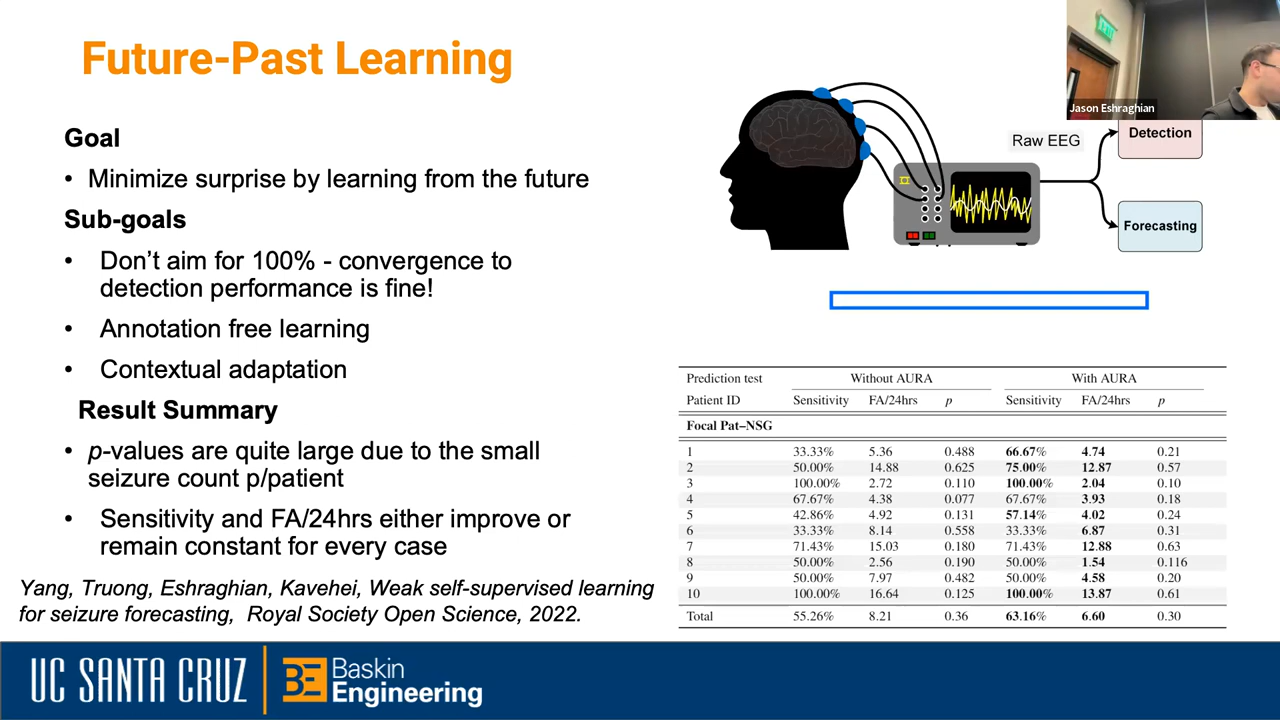 Future-Past Learning
Goal
• Minimize surprise by learning from the future
Sub-goals
• Don't aim for 100% - convergence to
detection performance is fine!
• Annotation free learning
• Contextual adaptation
Result Summary
• p-values are quite large due to the small
seizure count p/patient
• Sensitivity and FA/24hrs either improve or
remain constant for every case
Yang, Truong, Eshraghian, Kavehei, Weak self-supervised learning
for seizure forecasting, Royal Society Open Science, 2022.
EXIT
Jason Eshraghian
Raw EEG
Detection
Forecasting
Prediction test Without AURA With AURA
Patient ID Sensitivity FA/24hrs p Sensitivity FA/24hrs p
Focal Pat–NSG
1 33.33% 5.36 0.488 66.67% 4.74 0.21
2 50.00% 14.88 0.625 75.00% 12.87 0.57
3 100.00% 2.72 0.110 100.00% 2.04 0.10
4 67.67% 4.38 0.077 67.67% 3.93 0.18
5 42.86% 4.92 0.131 57.14% 4.02 0.24
6 33.33% 8.14 0.558 33.33% 6.87 0.31
7 71.43% 15.03 0.180 71.43% 12.88 0.63
8 50.00% 2.56 0.190 50.00% 1.54 0.116
9 50.00% 7.97 0.482 50.00% 4.58 0.20
10 100.00% 16.64 0.125 100.00% 13.87 0.61
Total 55.26% 8.21 0.36 63.16% 6.60 0.30
UC SANTA CRUZ
BE Baskin
Engineering